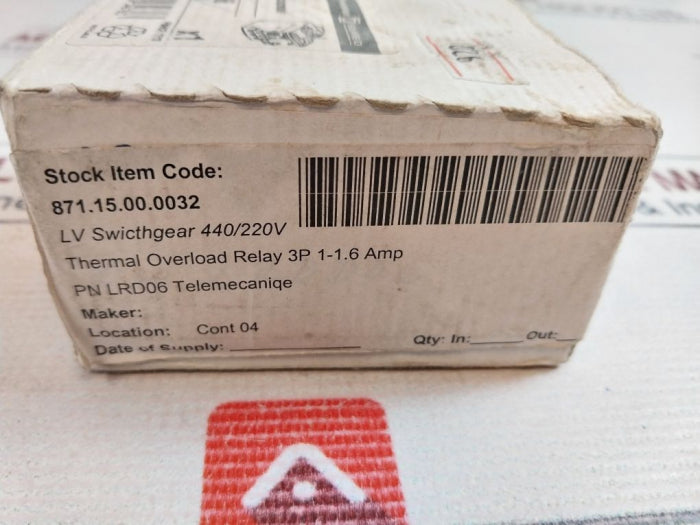 Stock Item Code:
871.15.00.0032
LV Swicthgear 440/220V
Thermal Overload Relay 3P 1-1.6 Amp
PN LRD06 Telemecaniqe
Maker:
Location: Cont 04
Date of Supply:
Qty: In: Out: